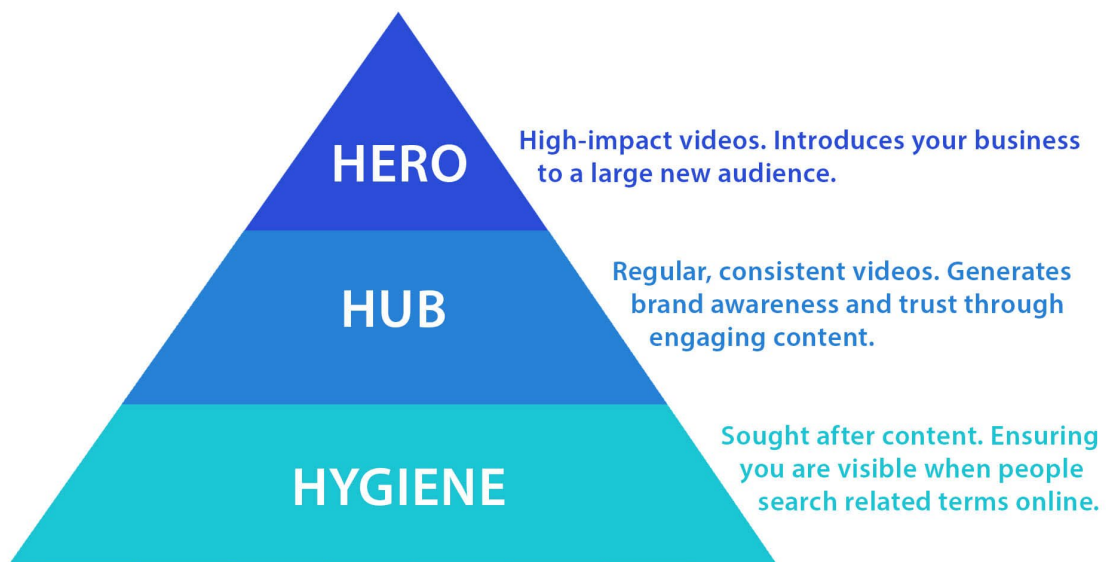 HERO
High-impact videos. Introduces your business
to a large new audience.
HUB
Regular, consistent videos. Generates
brand awareness and trust through
engaging content.
HYGIENE
Sought after content. Ensuring
you are visible when people
search related terms online.